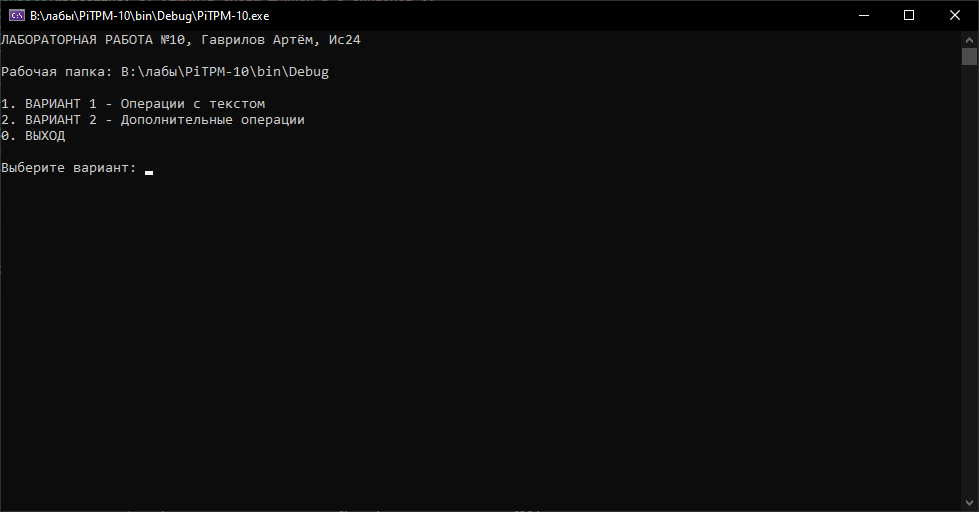 B:\лабы\PiTPM-10\bin\Debug\PiTPM-10.exe
ЛАБОРАТОРНАЯ РАБОТА №10, Гаврилов Артём, Ис24
Рабочая папка: B:\лабы\PiTPM-10\bin\Debug
1. ВАРИАНТ 1 - Операции с текстом
2. ВАРИАНТ 2 - Дополнительные операции
0. ВЫХОД
Выберите вариант: